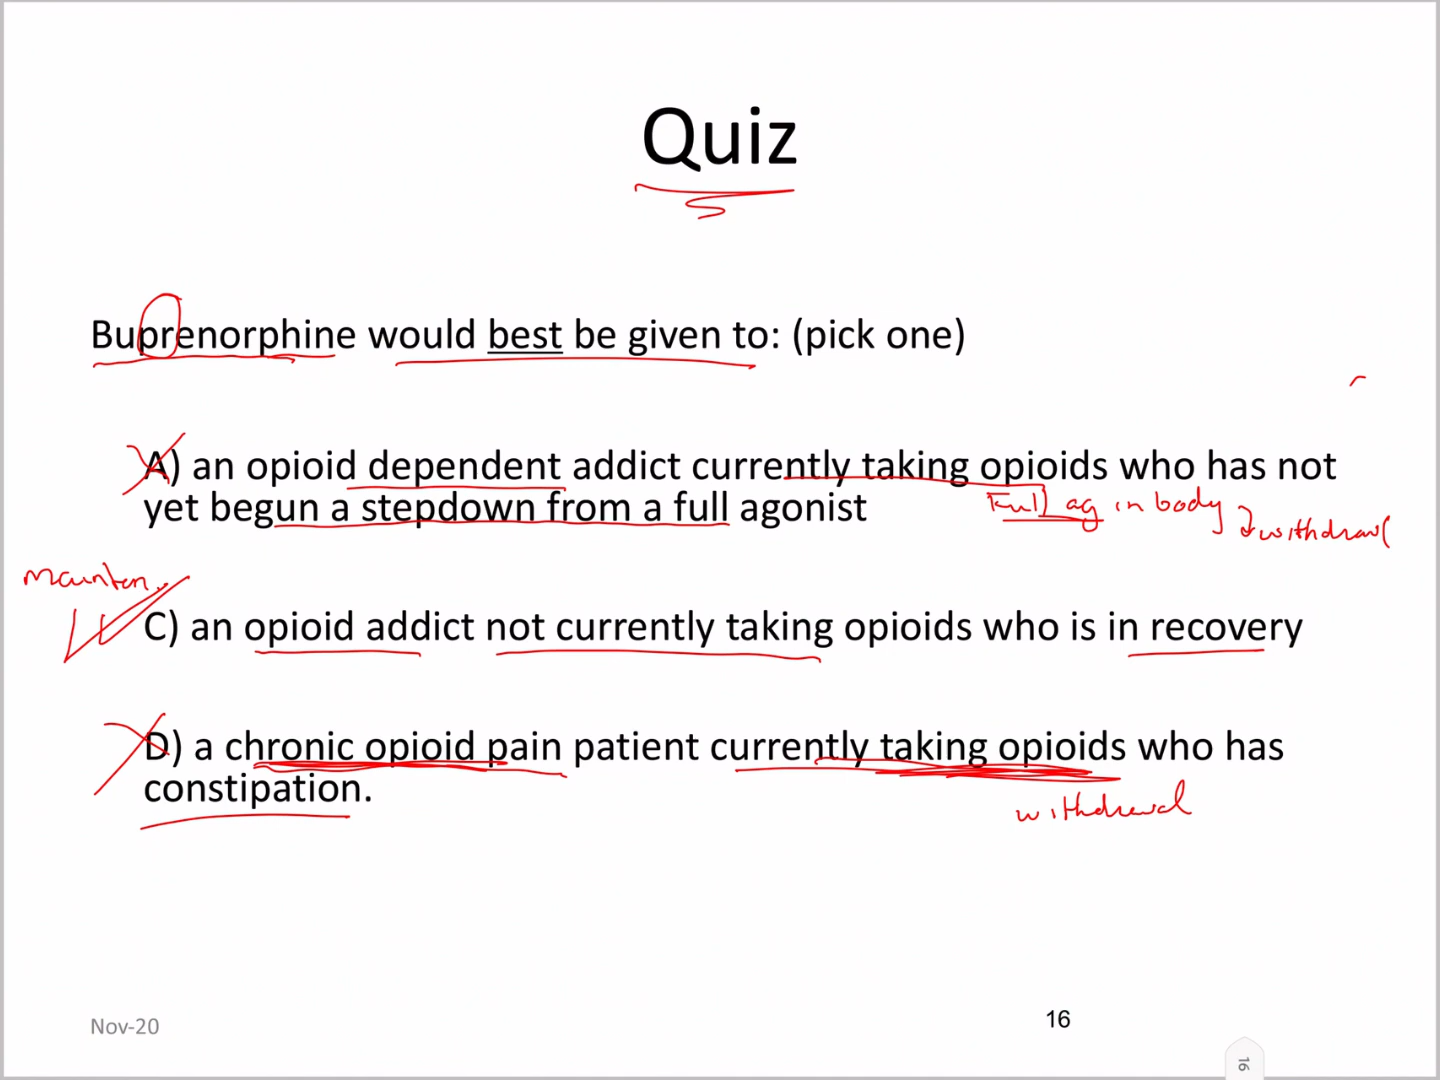 Quiz
Buprenorphine would best be given to: (pick one)
A) an opioid dependent addict currently taking opioids who has not
yet begun a stepdown from a full agonist
Full ag in body
withdrawl
C) an opioid addict not currently taking opioids who is in recovery
D) a chronic opioid pain patient currently taking opioids who has
constipation.
withdrawal
Nov-20
16
16